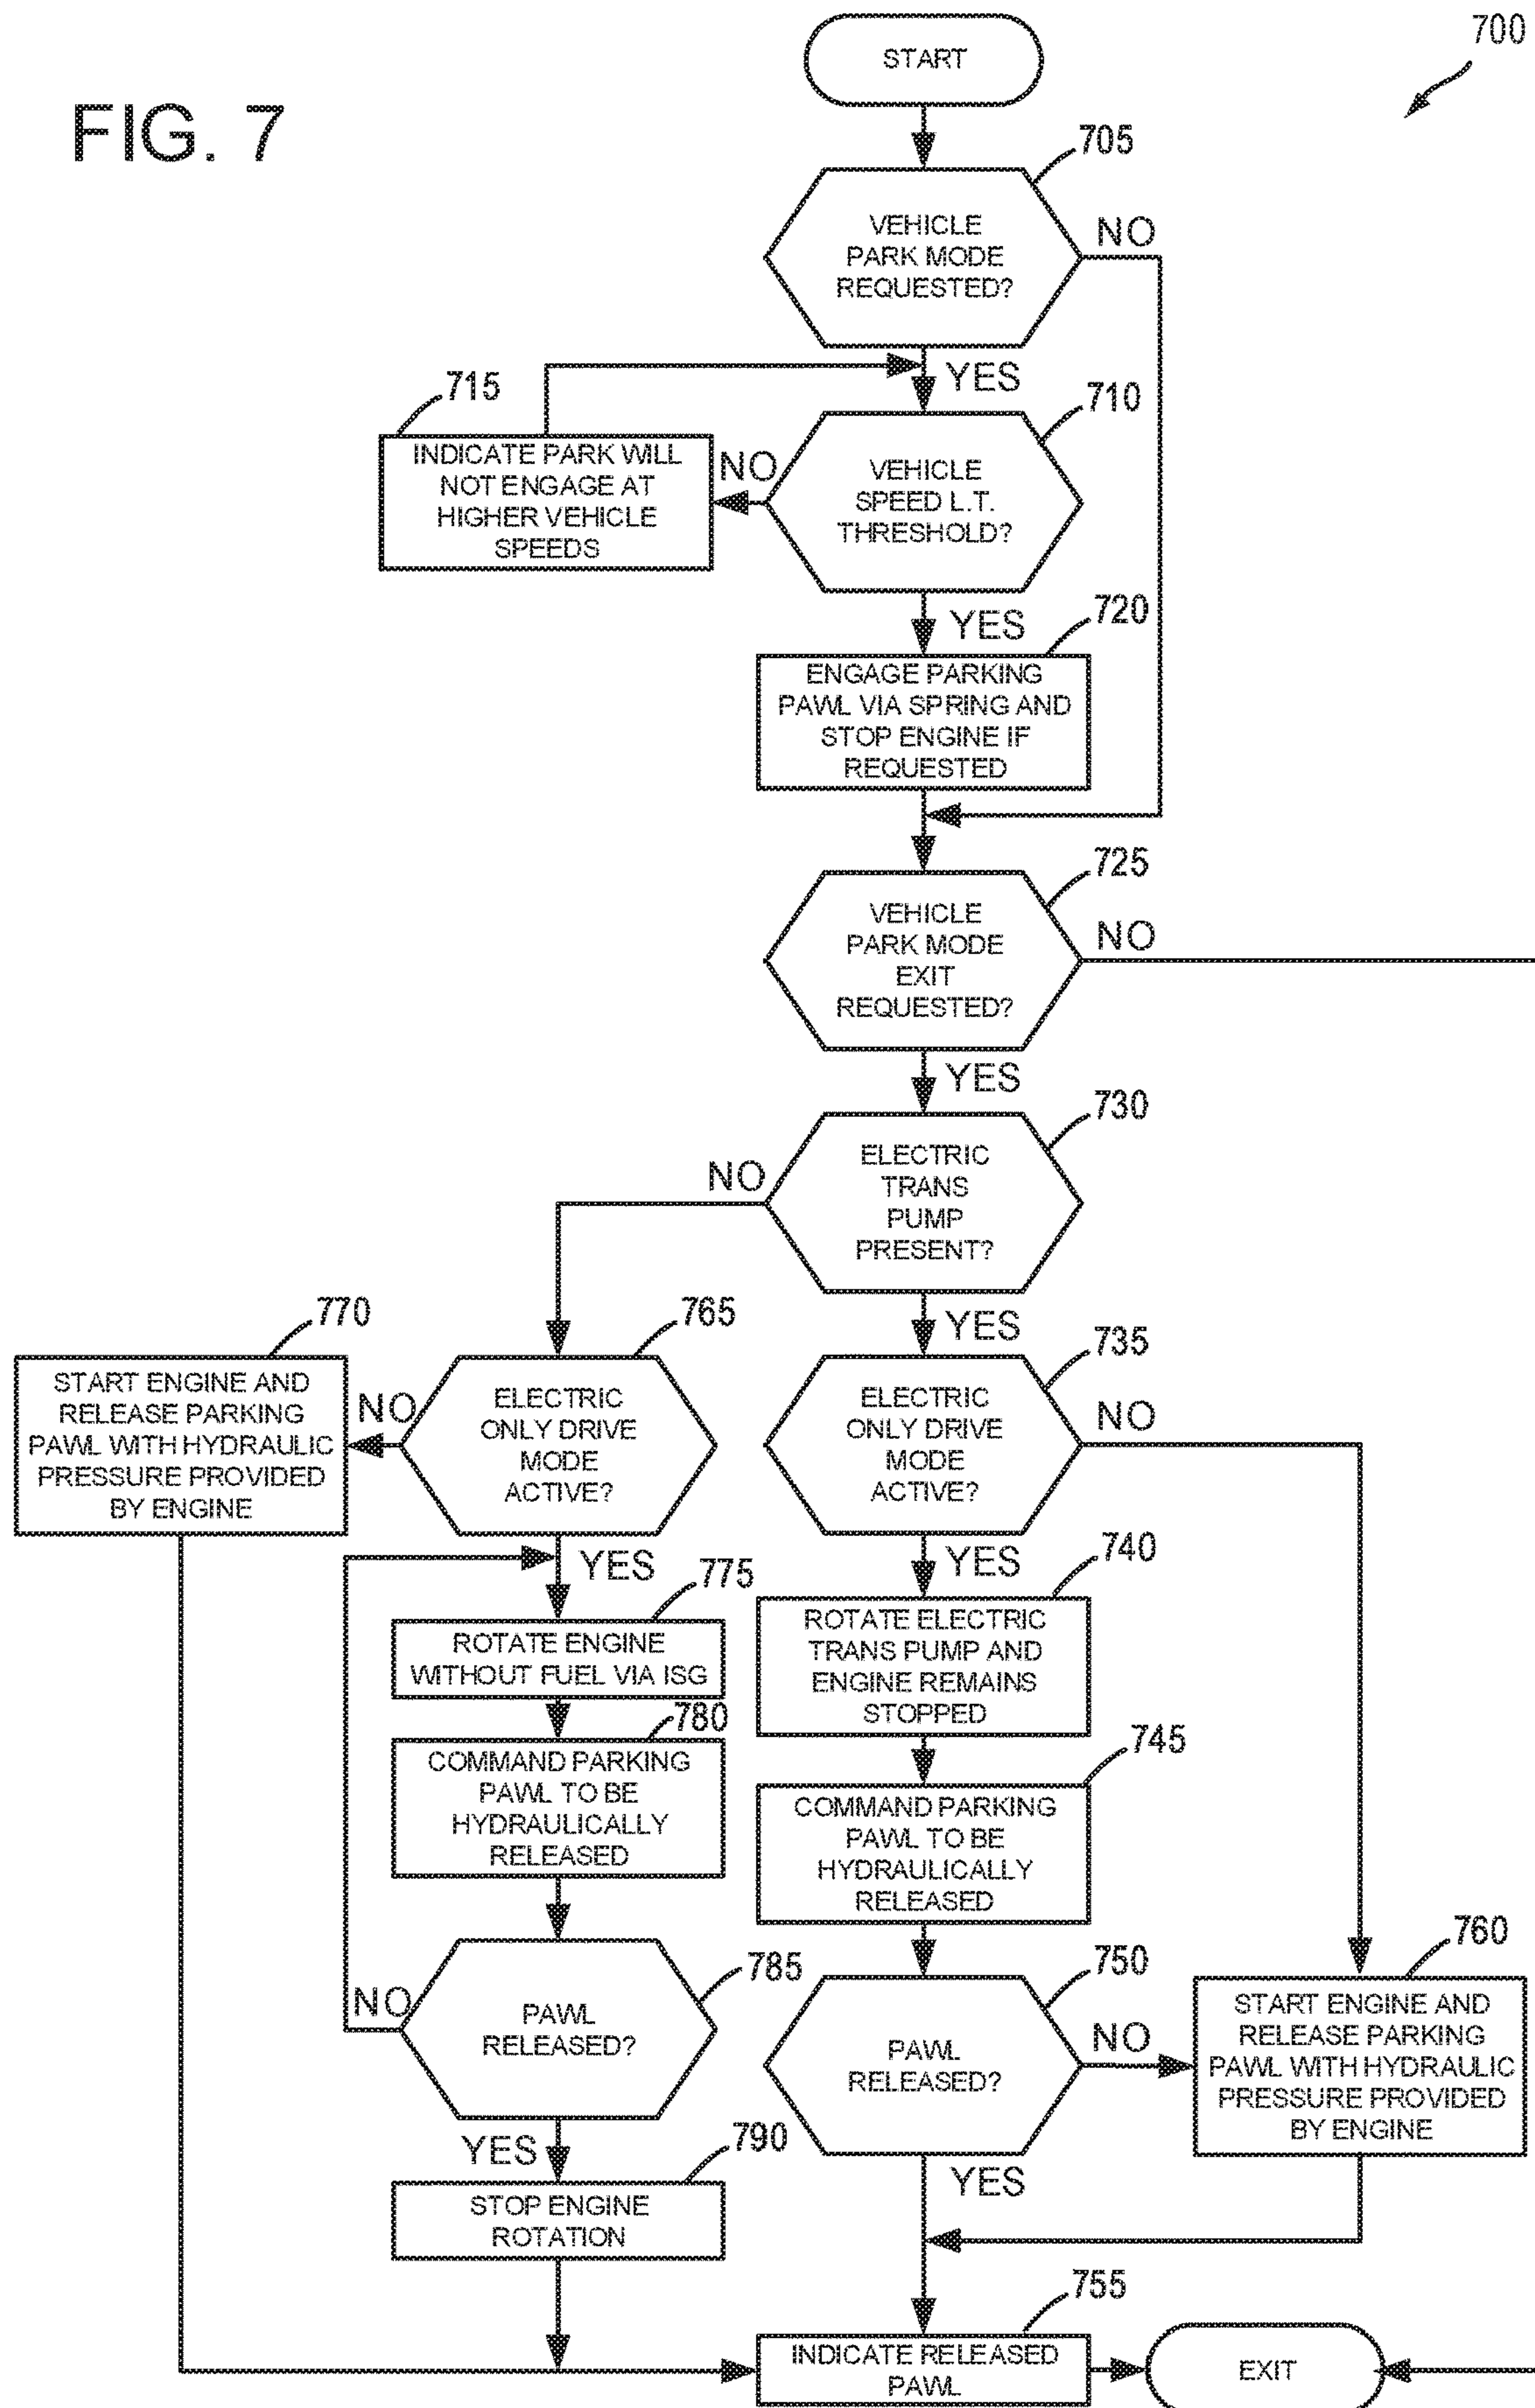 FIG. 7
700
START
705
VEHICLE
PARK MODE
REQUESTED?
NO
YES
715
INDICATE PARK WILL
NOT ENGAGE AT
HIGHER VEHICLE
SPEEDS
NO
710
VEHICLE
SPEED L.T.
THRESHOLD?
YES
720
ENGAGE PARKING
PAWL VIA SPRING AND
STOP ENGINE IF
REQUESTED
725
VEHICLE
PARK MODE
EXIT
REQUESTED?
NO
YES
730
ELECTRIC
TRANS
PUMP
PRESENT?
NO
YES
770
START ENGINE AND
RELEASE PARKING
PAWL WITH HYDRAULIC
PRESSURE PROVIDED
BY ENGINE
NO
765
ELECTRIC
ONLY DRIVE
MODE
ACTIVE?
YES
735
ELECTRIC
ONLY DRIVE
MODE
ACTIVE?
NO
YES
775
ROTATE ENGINE
WITHOUT FUEL VIA ISG
780
COMMAND PARKING
PAWL TO BE
HYDRAULICALLY
RELEASED
785
PAWL
RELEASED?
NO
YES
790
STOP ENGINE
ROTATION
740
ROTATE ELECTRIC
TRANS PUMP AND
ENGINE REMAINS
STOPPED
745
COMMAND PARKING
PAWL TO BE
HYDRAULICALLY
RELEASED
750
PAWL
RELEASED?
NO
YES
760
START ENGINE AND
RELEASE PARKING
PAWL WITH HYDRAULIC
PRESSURE PROVIDED
BY ENGINE
755
INDICATE RELEASED
PAWL
EXIT